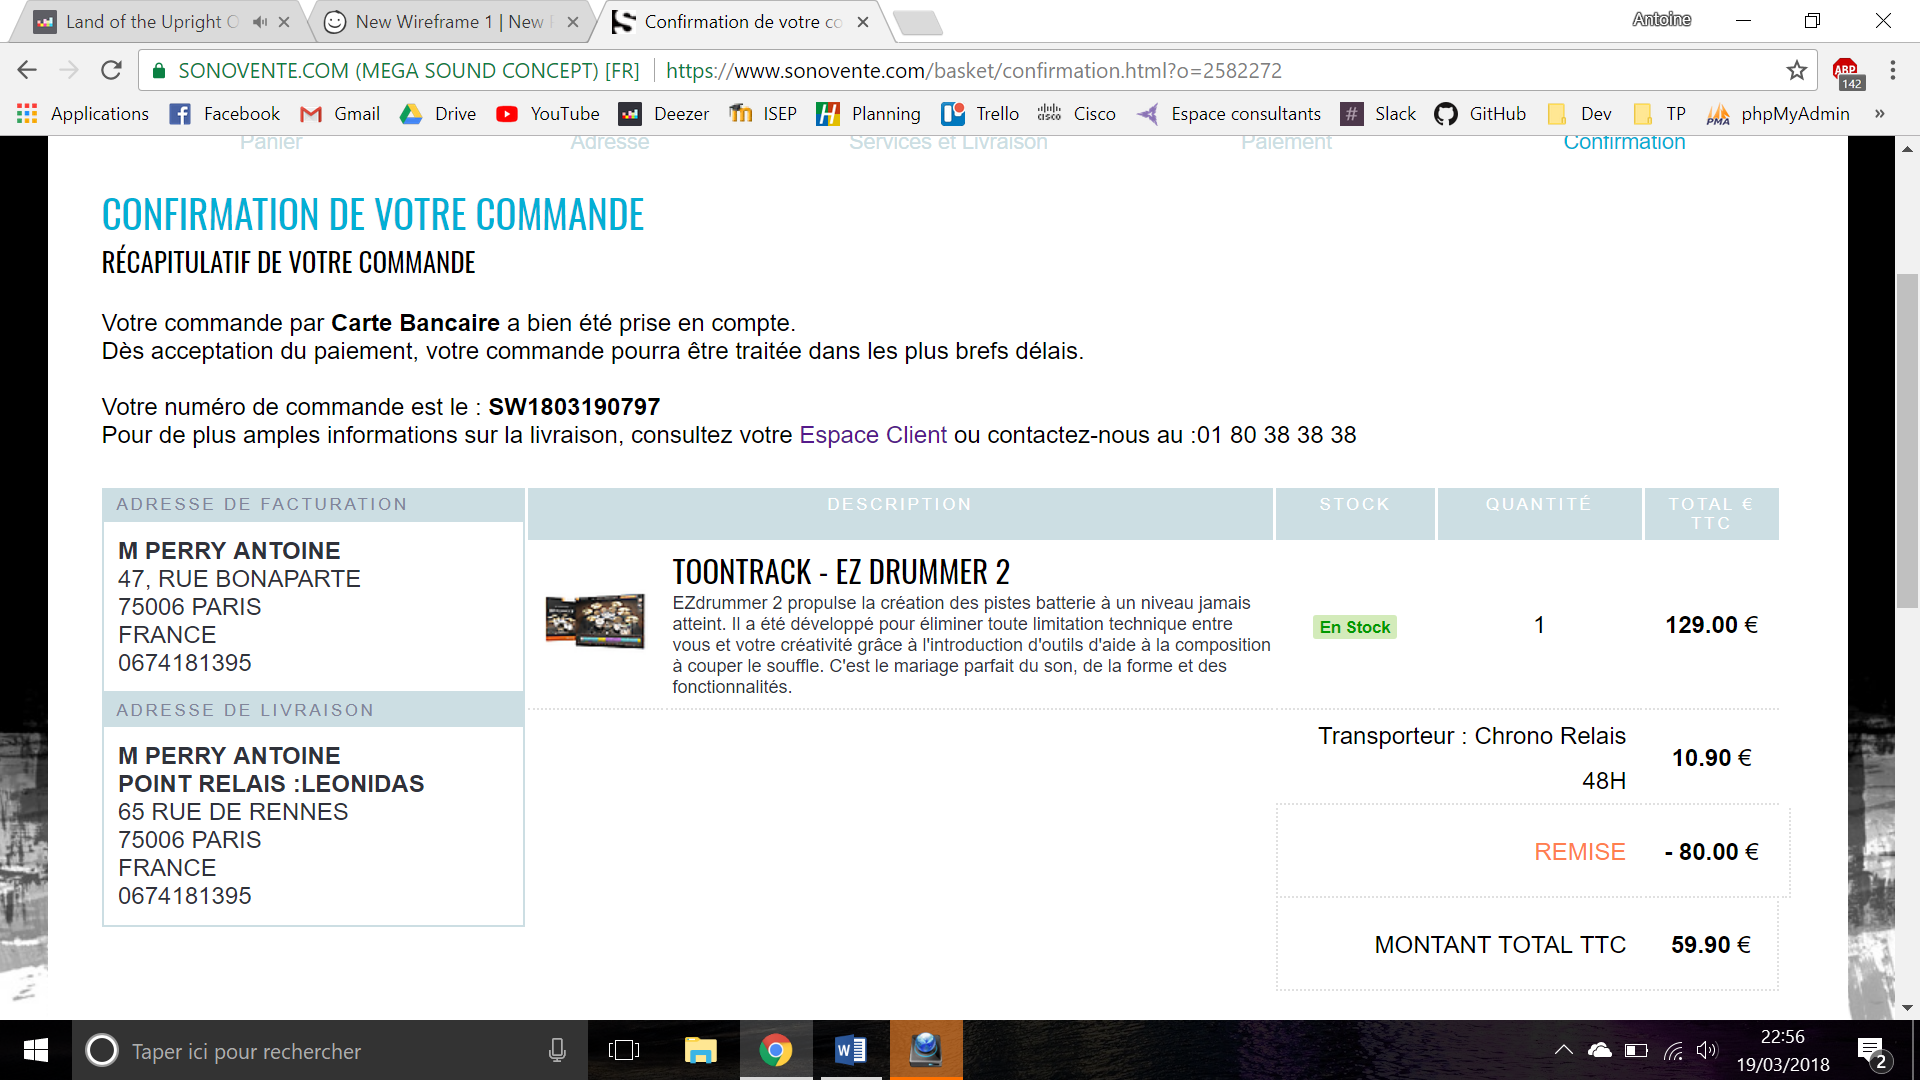 Land of the Upright
New Wireframe 1 | New
Confirmation de votre co
Antoine
SONOVENTE.COM (MEGA SOUND CONCEPT) [FR]
https://www.sonovente.com/basket/confirmation.html?o=2582272
ABP
142
Applications
Facebook
Gmail
Drive
YouTube
Deezer
ISEP
Planning
Trello
Cisco
Espace consultants
Slack
GitHub
Dev
TP
phpMyAdmin
»
Panier
Adresse
Services et Livraison
Paiement
Confirmation
CONFIRMATION DE VOTRE COMMANDE
RÉCAPITULATIF DE VOTRE COMMANDE
Votre commande par Carte Bancaire a bien été prise en compte.
Dès acceptation du paiement, votre commande pourra être traitée dans les plus brefs délais.
Votre numéro de commande est le : SW1803190797
Pour de plus amples informations sur la livraison, consultez votre Espace Client ou contactez-nous au :01 80 38 38 38
ADRESSE DE FACTURATION
M PERRY ANTOINE
47, RUE BONAPARTE
75006 PARIS
FRANCE
0674181395
ADRESSE DE LIVRAISON
M PERRY ANTOINE
POINT RELAIS :LEONIDAS
65 RUE DE RENNES
75006 PARIS
FRANCE
0674181395
DESCRIPTION
STOCK
QUANTITÉ
TOTAL €
TTC
TOONTRACK - EZ DRUMMER 2
EZdrummer 2 propulse la création des pistes batterie à un niveau jamais
atteint. Il a été développé pour éliminer toute limitation technique entre
vous et votre créativité grâce à l'introduction d'outils d'aide à la composition
à couper le souffle. C'est le mariage parfait du son, de la forme et des
fonctionnalités.
En Stock
1
129.00 €
Transporteur : Chrono Relais
48H
10.90 €
REMISE
- 80.00 €
MONTANT TOTAL TTC
59.90 €
Taper ici pour rechercher
22:56
19/03/2018
2